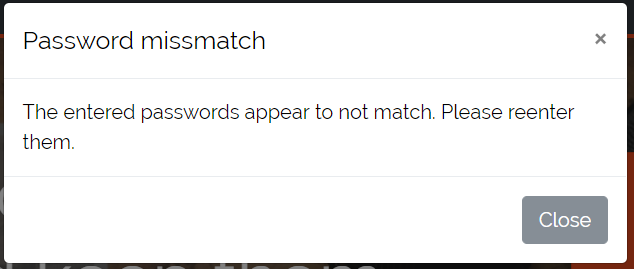 Password missmatch
×
The entered passwords appear to not match. Please reenter
them.
Close